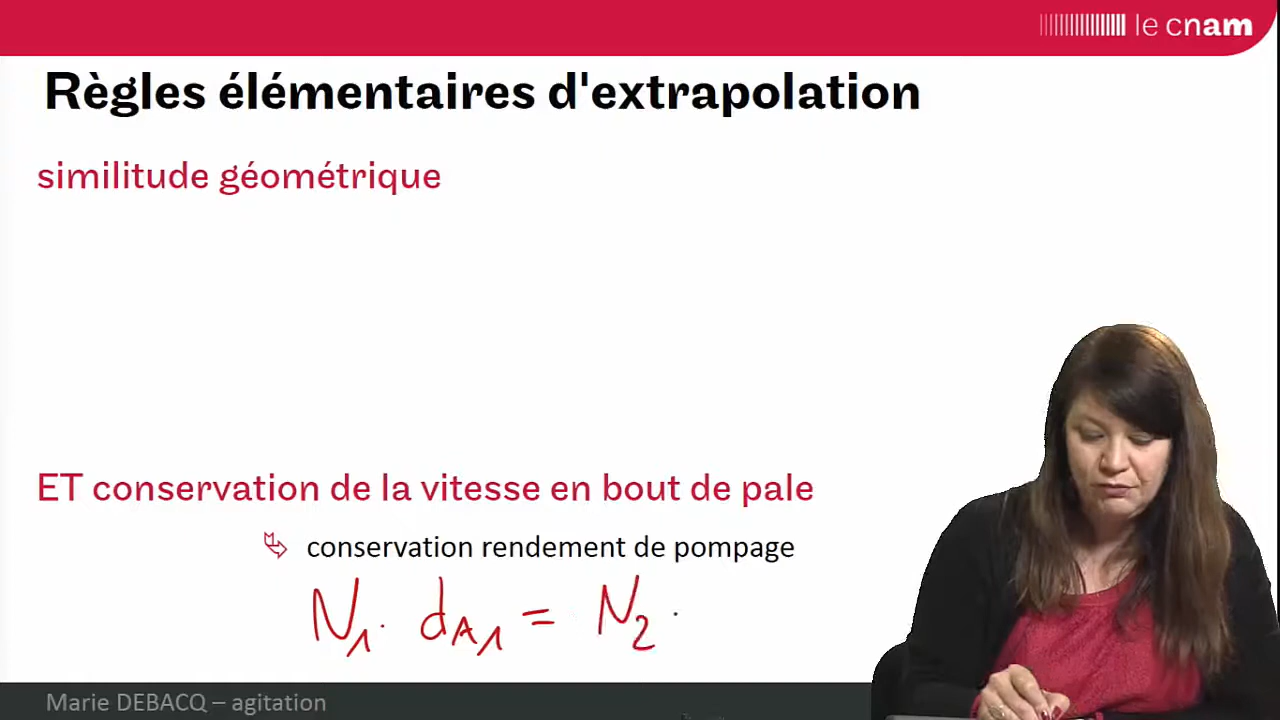 le cnam
Règles élémentaires d'extrapolation
similitude géométrique
ET conservation de la vitesse en bout de pale
conservation rendement de pompage
N1 · dA1 = N2 ·
Marie DEBACQ – agitation